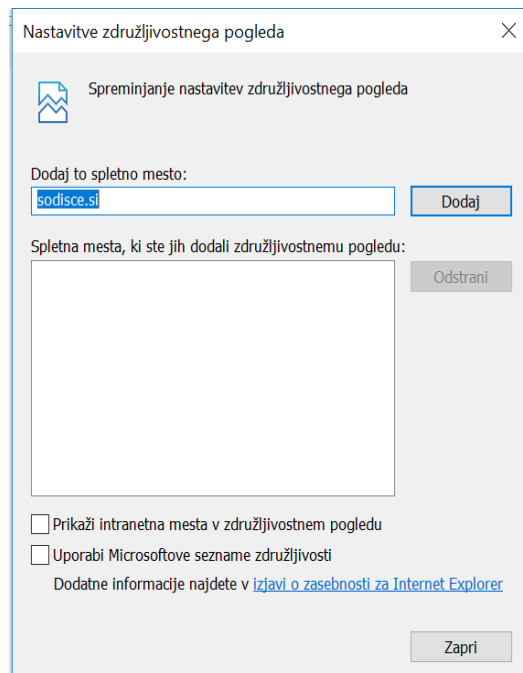 Nastavitve združljivostnega pogleda
Spreminjanje nastavitev združljivostnega pogleda
Dodaj to spletno mesto:
sodisce.si
Dodaj
Spletna mesta, ki ste jih dodali združljivostnemu pogledu:
Odstrani
Prikaži intranetna mesta v združljivostnem pogledu
Uporabi Microsoftove sezname združljivosti
Dodatne informacije najdete v izjavi o zasebnosti za Internet Explorer
Zapri